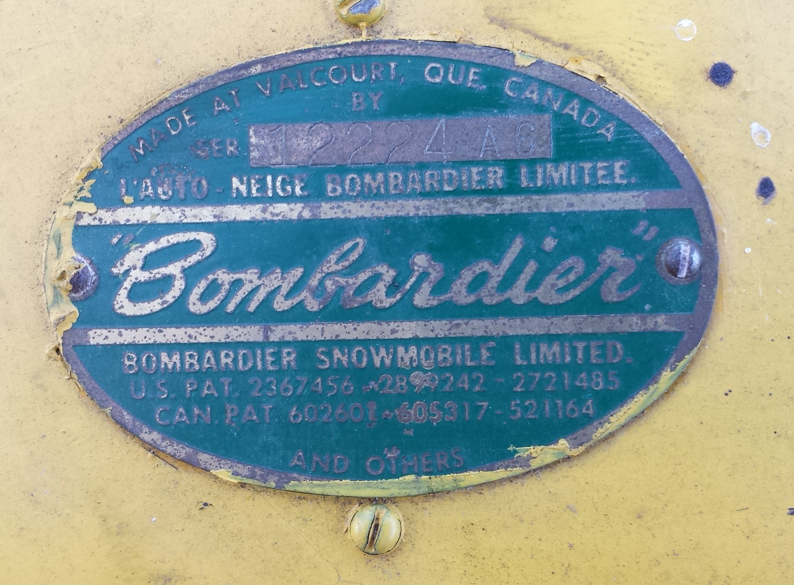 MADE AT VALCOURT, QUE. CANADA
BY
SER 12224 AC
L'AUTO-NEIGE BOMBARDIER LIMITEE.
"Bombardier"
BOMBARDIER SNOWMOBILE LIMITED.
U.S. PAT. 2367456 - 2899242 - 2721485
CAN. PAT. 602601 - 605317 - 521164
AND OTHERS